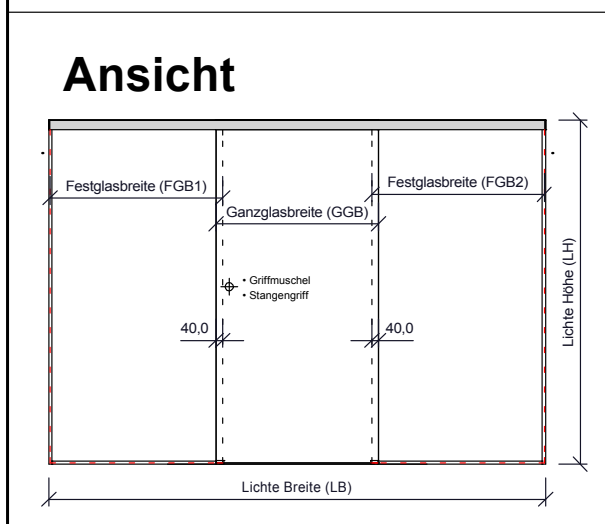 Ansicht
Festglasbreite (FGB1)
Festglasbreite (FGB2)
Ganzglasbreite (GGB)
• Griffmuschel
• Stangengriff
40,0
40,0
Lichte Höhe (LH)
Lichte Breite (LB)